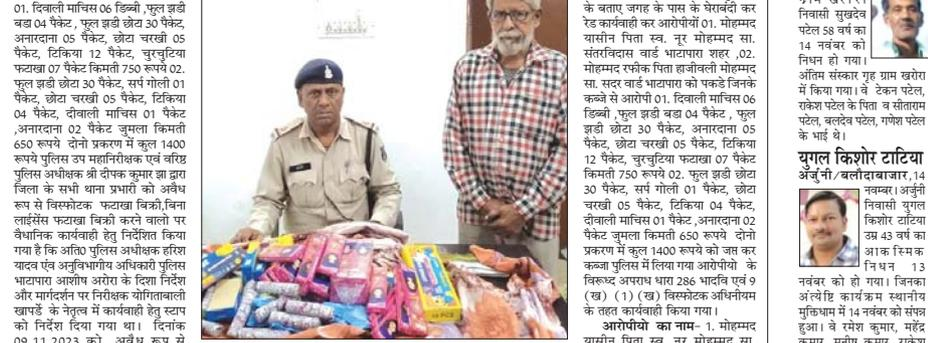 01. दिवाली माचिस 06 डिब्बी ,फूल झडी
बडा 04 पैकेट , फूल झडी छोट 30 पैकेट,
अनारदाना 05 पैकेट, छोटा चरखी 05
पैकेट, टिकिया 12 पैकेट, चुरचुटिया
फटाखा 07 पैकेट किमती 750 रूपये 02.
फूल झडी छोट 30 पैकेट, सर्प गोली 01
पैकेट, छोटा चरखी 05 पैकेट, टिकिया
04 पैकेट, दीवाली माचिस 01 पैकेट
,अनारदाना 02 पैकेट जुमला किमती
650 रूपये दोनो प्रकरण में कुल 1400
रूपये पुलिस उप महानिरीक्षक एवं वरिष्ठ
पुलिस अधीक्षक श्री दीपक कुमार झा द्वारा
जिला के सभी थाना प्रभारी को अवैध
रूप से विस्फोटक फटाखा बिक्री,बिना
लाईसेंस फटाखा बिक्री करने वालो पर
वैधानिक कार्यवाही हेतु निर्देशित किया
गया है कि अति0 पुलिस अधीक्षक हरिश
यादव एंव अनुविभागीय अधिकारी पुलिस
भाटापारा आशीष अरोरा के दिशा निर्देश
और मार्गदर्शन पर निरीक्षक योगिताबाली
खापर्डे के नेतृत्व में कार्यवाही हेतु स्टाप
को निर्देश दिया गया था। दिनांक
09.11.2023 को अवैध रूप से
के बताए जगह के पास के घेराबंदी कर
रेड कार्यवाही कर आरोपीयों 01. मोहम्मद
यासीन पिता स्व. नूर मोहम्मद सा.
संतरविदास वार्ड भाटापारा शहर ,02.
मोहम्मद रफीक पिता हाजीवली मोहम्मद
सा. सदर वार्ड भाटापारा को पकडे जिनके
कब्जे से आरोपी 01. दिवाली माचिस 06
डिब्बी ,फूल झडी बडा 04 पैकेट , फूल
झडी छोट 30 पैकेट, अनारदाना 05
पैकेट, छोटा चरखी 05 पैकेट, टिकिया
12 पैकेट, चुरचुटिया फटाखा 07 पैकेट
किमती 750 रूपये 02. फूल झडी छोट
30 पैकेट, सर्प गोली 01 पैकेट, छोटा
चरखी 05 पैकेट, टिकिया 04 पैकेट,
दीवाली माचिस 01 पैकेट ,अनारदाना 02
पैकेट जुमला किमती 650 रूपये दोनो
प्रकरण में कुल 1400 रूपये को जप्त कर
कब्जा पुलिस में लिया गया आरोपीयो के
विरूध्द अपराध धारा 286 भादवि एवं 9
(ख) (1) (ख) विस्फोटक अधिनीयम
के तहत कार्यवाही किया गया।
आरोपीयो का नाम- 1. मोहम्मद
यासीन पिता स्व. नूर मोहम्मद सा.
निवासी सुखदेव
पटेल 58 वर्ष का
14 नवंबर को
निधन हो गया।
अंतिम संस्कार गृह ग्राम खरोरा
में किया गया। वे टेकन पटेल,
राकेश पटेल के पिता व सीताराम
पटेल, बलदेव पटेल, गणेश पटेल
के भाई थे।
युगल किशोर टाटिया
अर्जुनी/बलौदाबाजार,14
नवम्बर। अर्जुनी
निवासी युगल
किशोर टाटिया
उम्र 43 वर्ष का
आकस्मिक
निधन 13
नवंबर को हो गया। जिनका
अंत्येष्टि कार्यक्रम स्थानीय
मुक्तिधाम में 14 नवंबर को संपन्न
हुआ। वे रमेश कुमार, महेंद्र
कुमार, मनीष कुमार, राकेश